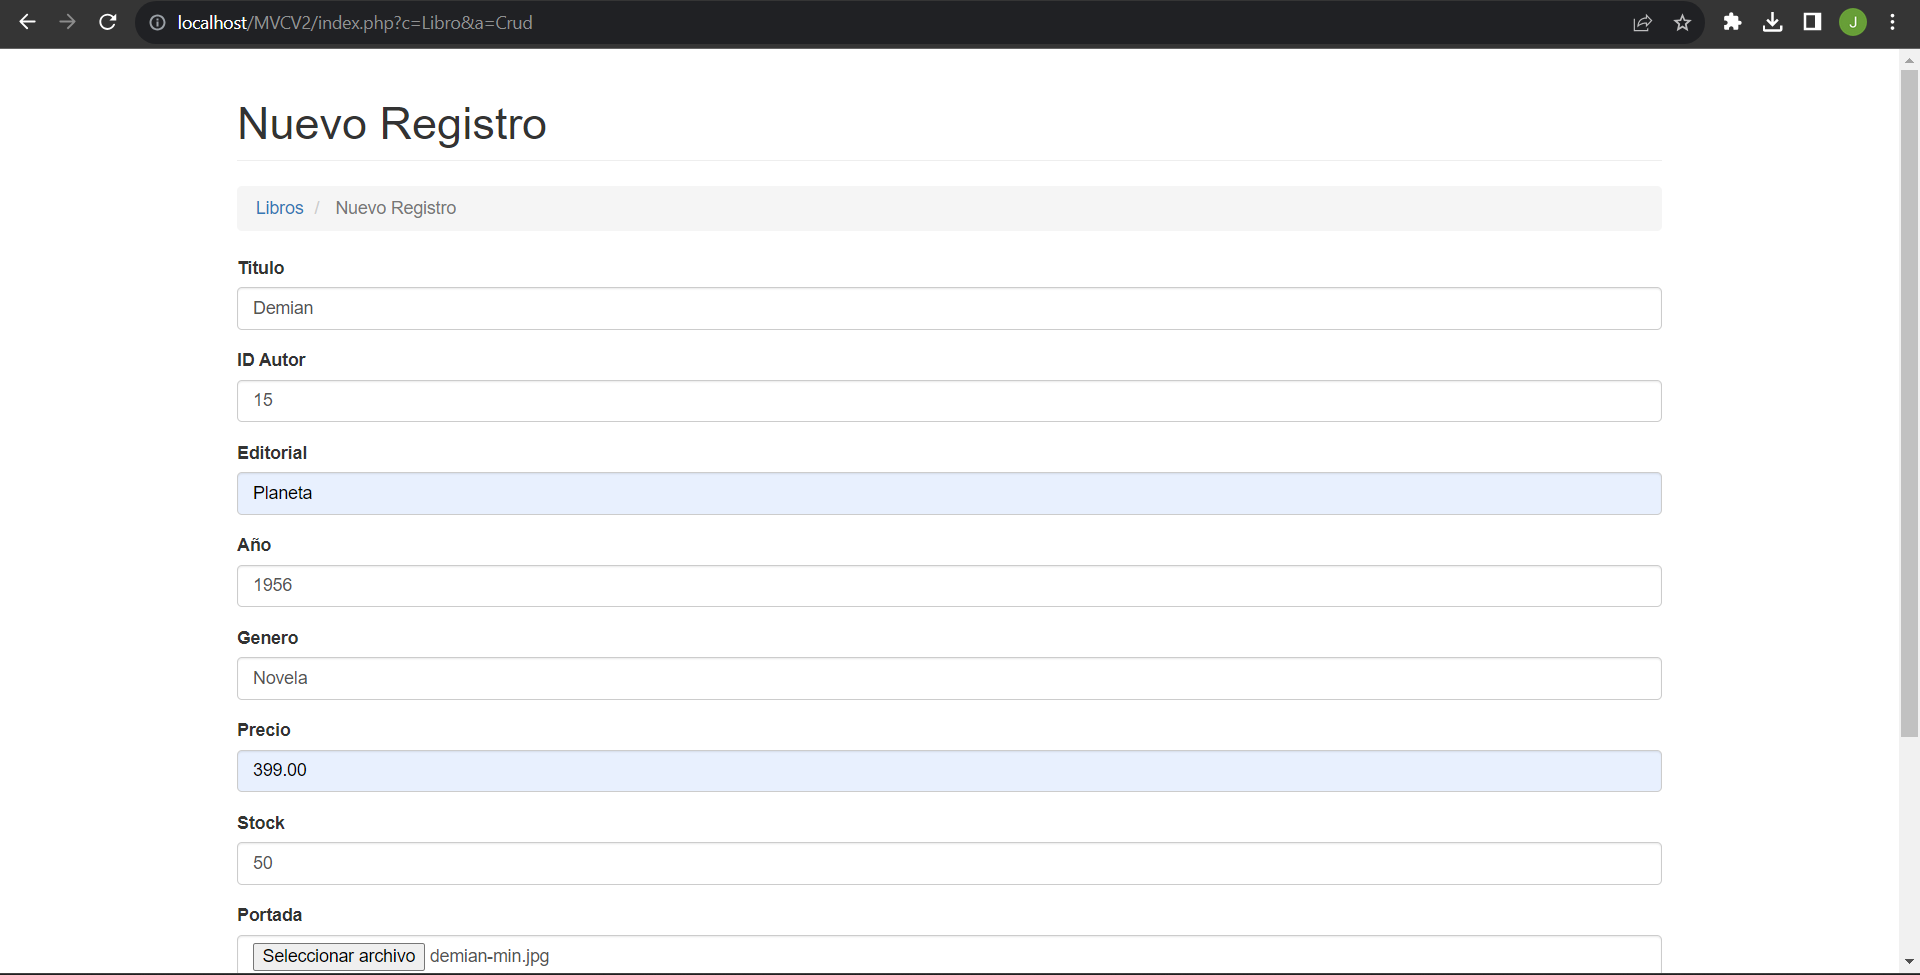 localhost/MVCV2/index.php?c=Libro&a=Crud
J
Nuevo Registro
Libros / Nuevo Registro
Titulo
Demian
ID Autor
15
Editorial
Planeta
Año
1956
Genero
Novela
Precio
399.00
Stock
50
Portada
Seleccionar archivo demian-min.jpg